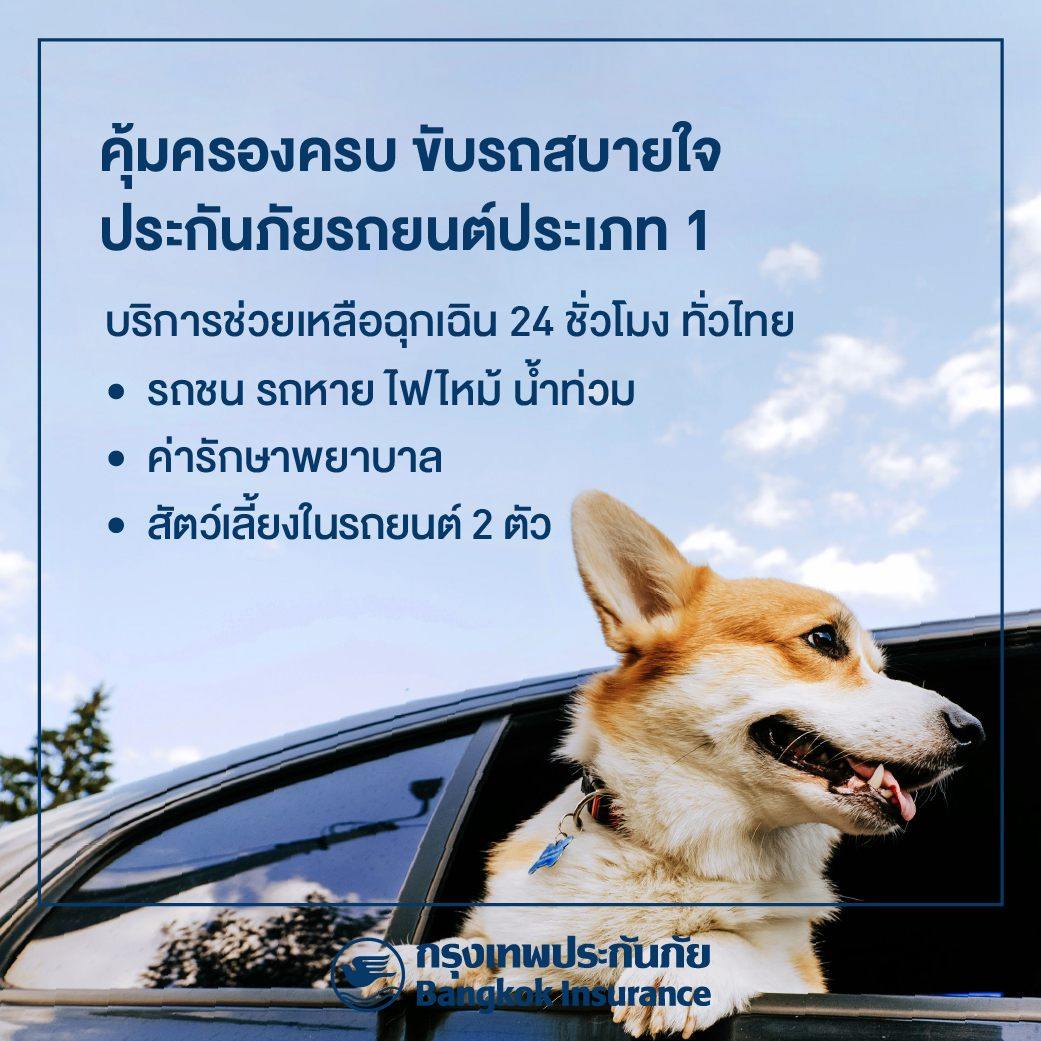 คุ้มครองครบ ขับรถสบายใจ
ประกันภัยรถยนต์ประเภท 1
บริการช่วยเหลือฉุกเฉิน 24 ชั่วโมง ทั่วไทย
• รถชน รถหาย ไฟไหม้ น้ำท่วม
• ค่ารักษาพยาบาล
• สัตว์เลี้ยงในรถยนต์ 2 ตัว
กรุงเทพประกันภัย
Bangkok Insurance